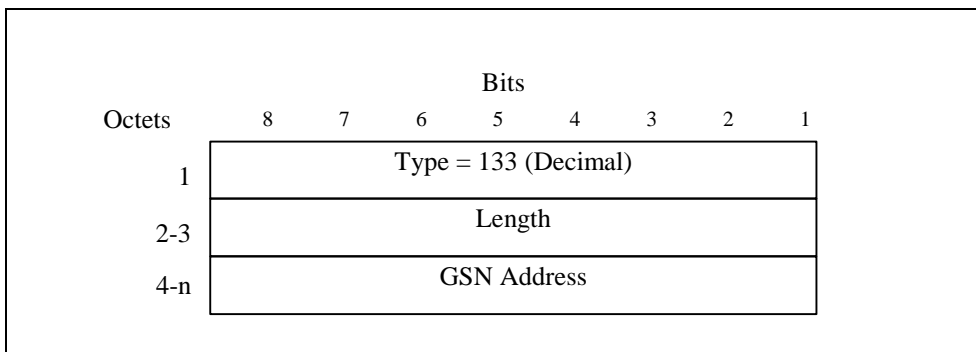 Bits
Octets 8 7 6 5 4 3 2 1
1 Type = 133 (Decimal)
2-3 Length
4-n GSN Address